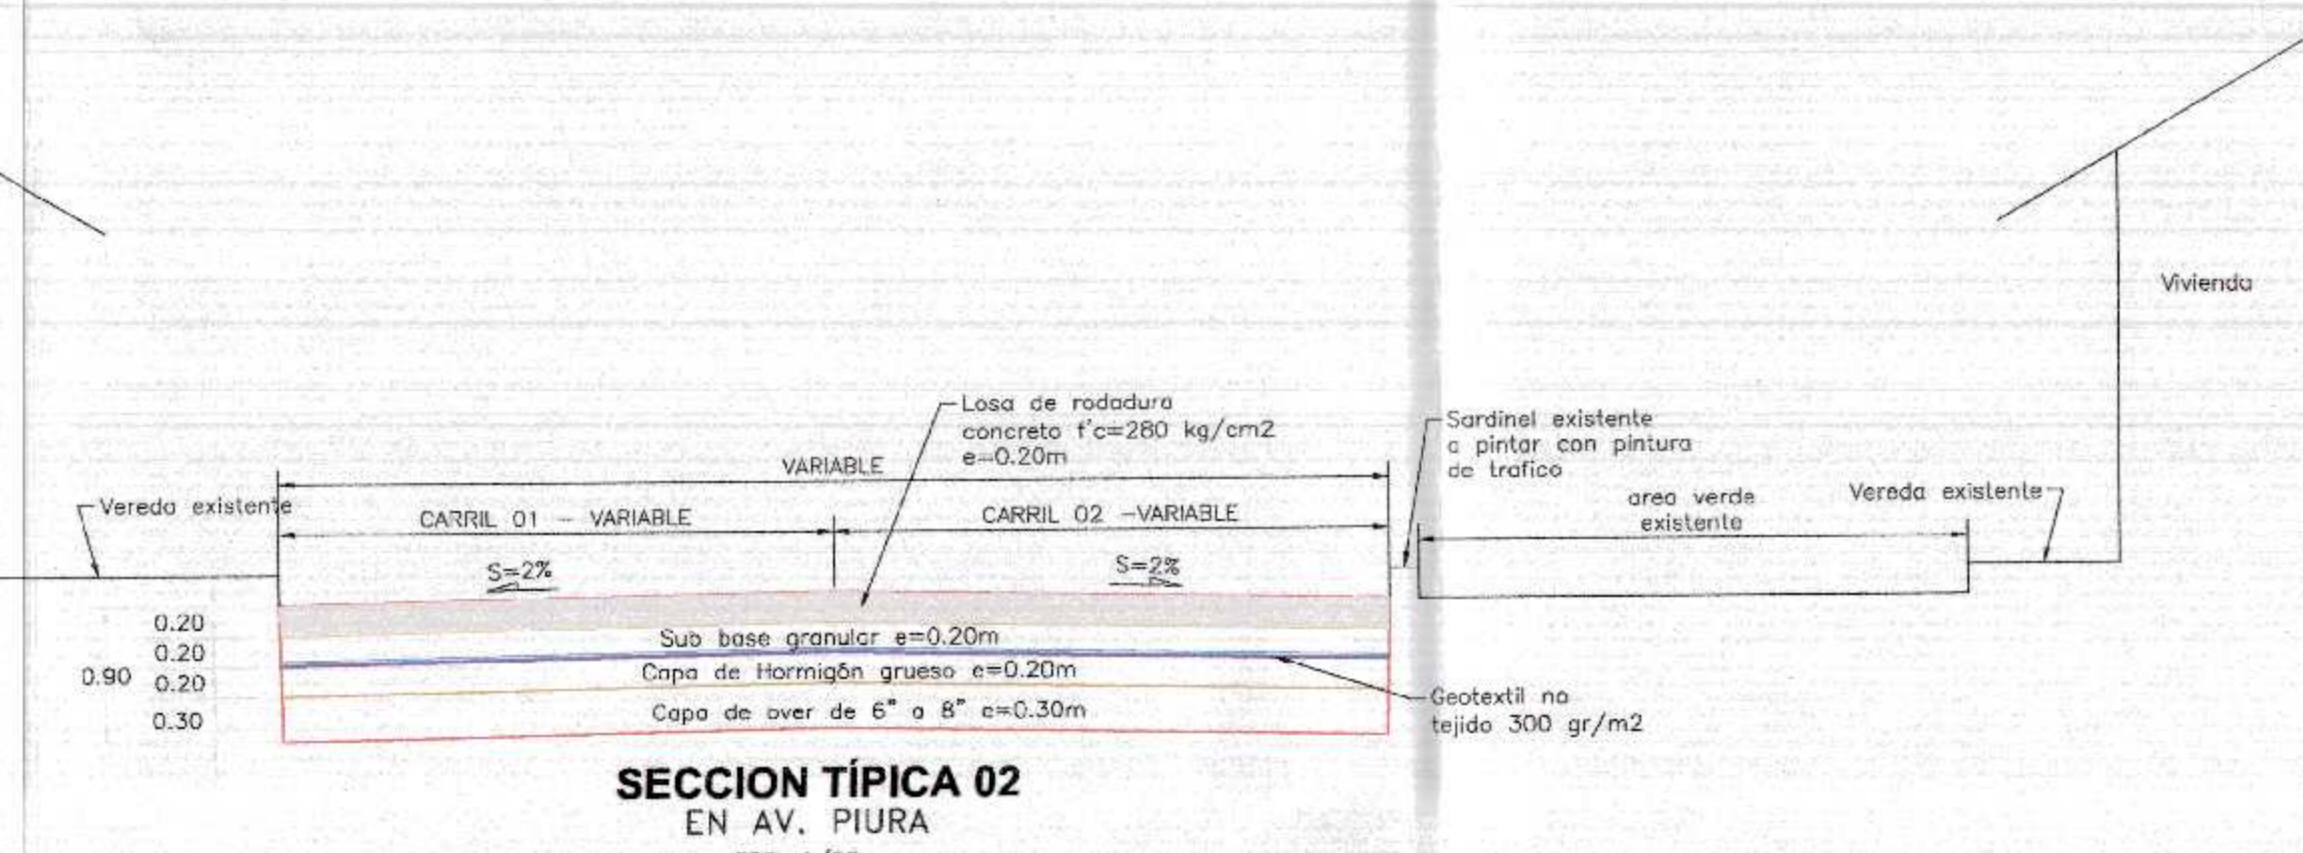 Vivienda
Losa de rodadura
concreto f'c=280 kg/cm2
e=0.20m
VARIABLE
Sardinel existente
a pintar con pintura
de trafico
Vereda existente
CARRIL 01 - VARIABLE
CARRIL 02 -VARIABLE
area verde
existente
Vereda existente
S=2%
S=2%
0.20
0.20
0.90
0.20
0.30
Sub base granular e=0.20m
Capa de Hormigón grueso e=0.20m
Capa de over de 6" a 8" e=0.30m
Geotextil no
tejido 300 gr/m2
SECCION TÍPICA 02
EN AV. PIURA